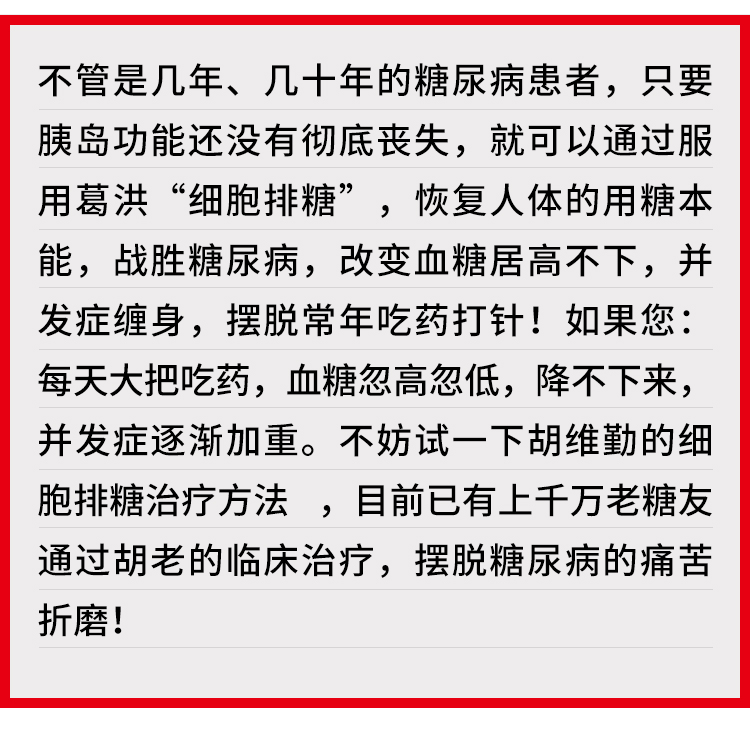 不管是几年、几十年的糖尿病患者，只要
胰岛功能还没有彻底丧失，就可以通过服
用葛洪“细胞排糖”，恢复人体的用糖本
能，战胜糖尿病，改变血糖居高不下，并
发症缠身，摆脱常年吃药打针！如果您：
每天大把吃药，血糖忽高忽低，降不下来，
并发症逐渐加重。不妨试一下胡维勤的细
胞排糖治疗方法 ，目前已有上千万老糖友
通过胡老的临床治疗，摆脱糖尿病的痛苦
折磨！